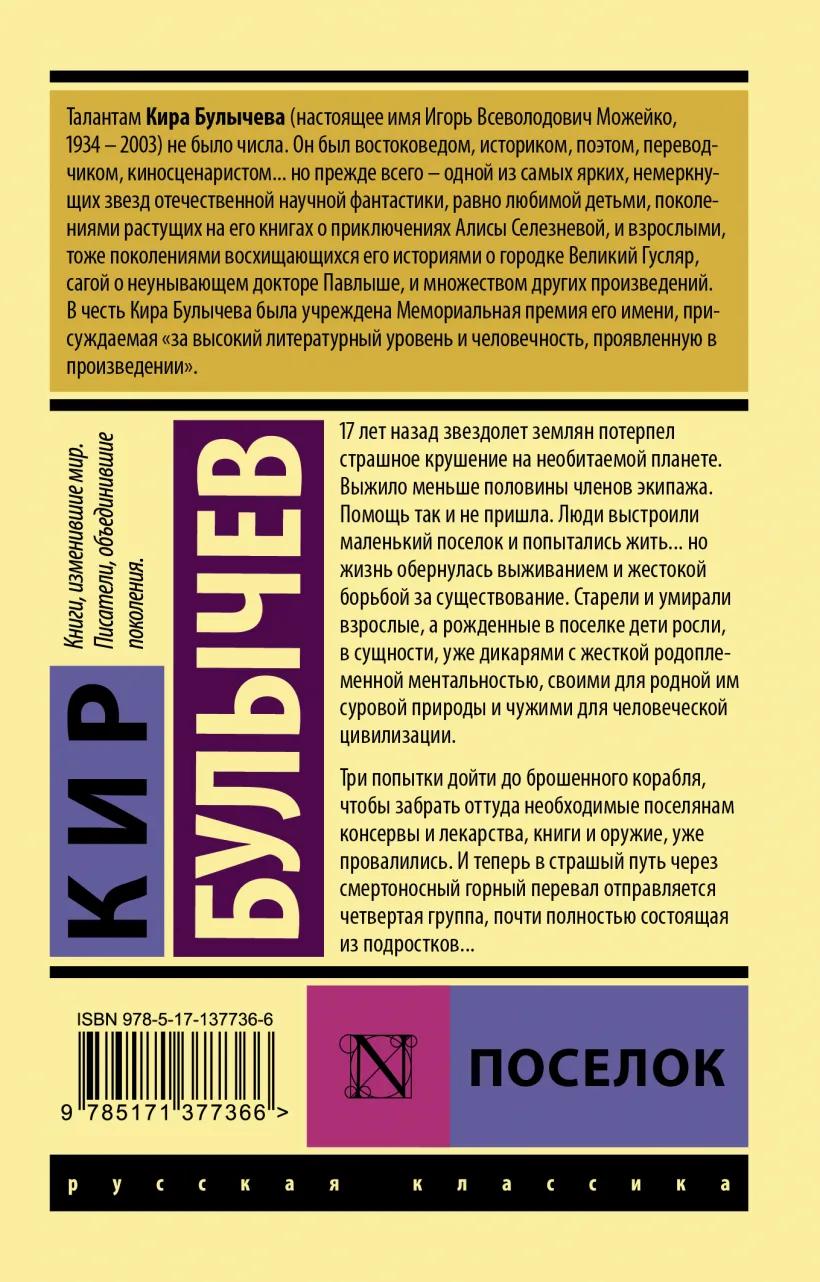 Талантам Кира Булычева (настоящее имя Игорь Всеволодович Можейко,
1934 – 2003) не было числа. Он был востоковедом, историком, поэтом, перевод-
чиком, киносценаристом... но прежде всего – одной из самых ярких, немеркну-
щих звезд отечественной научной фантастики, равно любимой детьми, поколе-
ниями растущих на его книгах о приключениях Алисы Селезневой, и взрослыми,
тоже поколениями восхищающихся его историями о городке Великий Гусляр,
сагой о неунывающем докторе Павлыше, и множеством других произведений.
В честь Кира Булычева была учреждена Мемориальная премия его имени, при-
суждаемая «за высокий литературный уровень и человечность, проявленную в
произведении».
Книги, изменившие мир.
Писатели, объединившие
поколения.
КИР
БУЛЫЧЕВ
17 лет назад звездолет землян потерпел
страшное крушение на необитаемой планете.
Выжило меньше половины членов экипажа.
Помощь так и не пришла. Люди выстроили
маленький поселок и попытались жить... но
жизнь обернулась выживанием и жестокой
борьбой за существование. Старели и умирали
взрослые, а рожденные в поселке дети росли,
в сущности, уже дикарями с жесткой родопле-
менной ментальностью, своими для родной им
суровой природы и чужими для человеческой
цивилизации.
Три попытки дойти до брошенного корабля,
чтобы забрать оттуда необходимые поселянам
консервы и лекарства, книги и оружие, уже
провалились. И теперь в страшый путь через
смертоносный горный перевал отправляется
четвертая группа, почти полностью состоящая
из подростков...
ISBN 978-5-17-137736-6
9 785171 377366 >
N
ПОСЕЛОК
русская классика